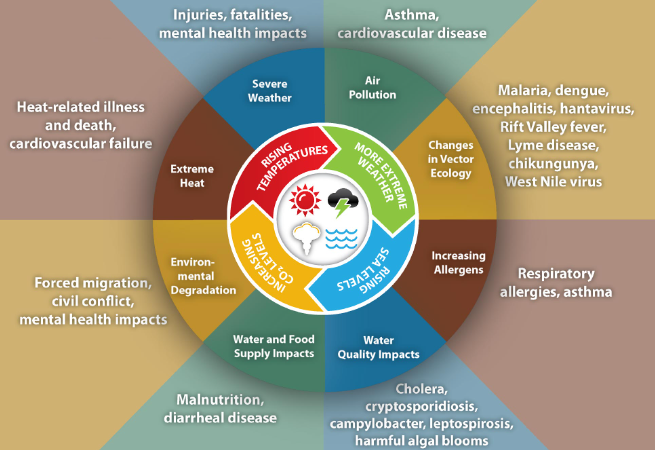 Injuries, fatalities,
mental health impacts
Asthma,
cardiovascular disease
Severe
Weather
Air
Pollution
Heat-related illness
and death,
cardiovascular failure
Malaria, dengue,
encephalitis, hantavirus,
Rift Valley fever,
Lyme disease,
chikungunya,
West Nile virus
Extreme
Heat
Changes
in Vector
Ecology
RISING
TEMPERATURES
MORE EXTREME
WEATHER
INCREASING
CO₂ LEVELS
RISING
SEA LEVELS
Environ-
mental
Degradation
Increasing
Allergens
Forced migration,
civil conflict,
mental health impacts
Respiratory
allergies, asthma
Water and Food
Supply Impacts
Water
Quality Impacts
Malnutrition,
diarrheal disease
Cholera,
cryptosporidiosis,
campylobacter, leptospirosis,
harmful algal blooms